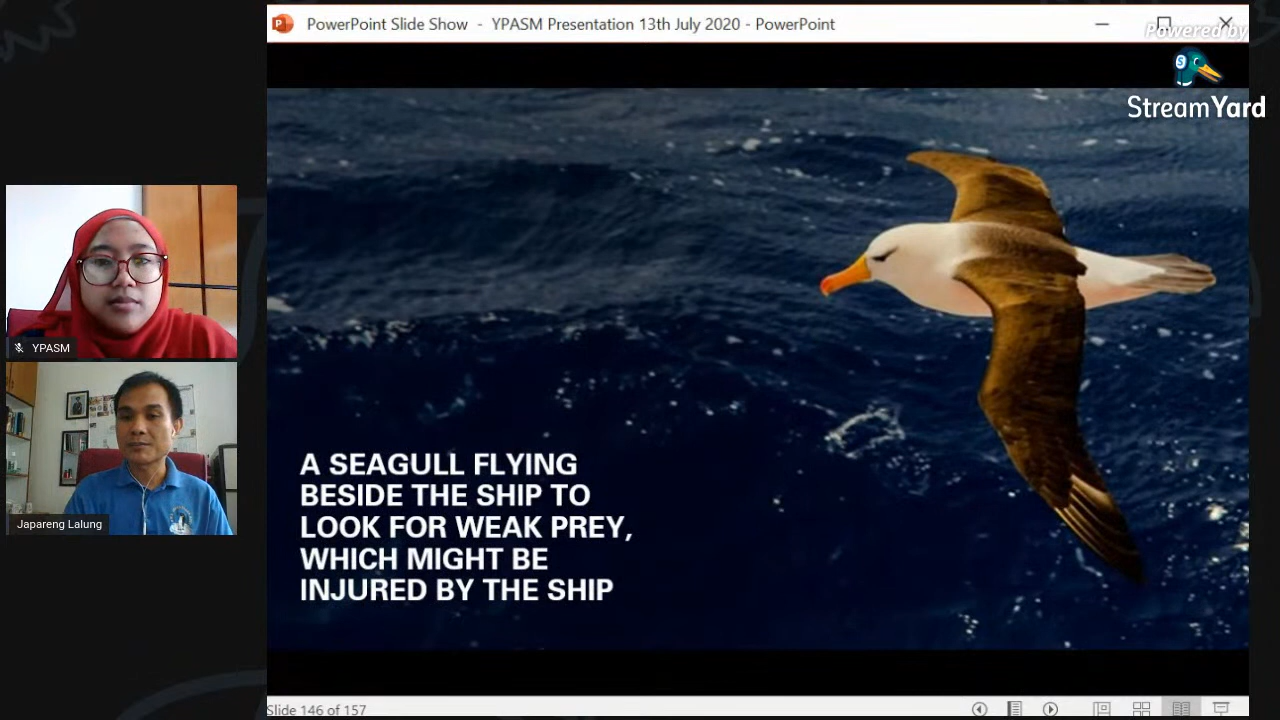 PowerPoint Slide Show - YPASM Presentation 13th July 2020 - PowerPoint
Powered by
StreamYard
YPASM
Japareng Lalung
A SEAGULL FLYING
BESIDE THE SHIP TO
LOOK FOR WEAK PREY,
WHICH MIGHT BE
INJURED BY THE SHIP
Slide 146 of 157